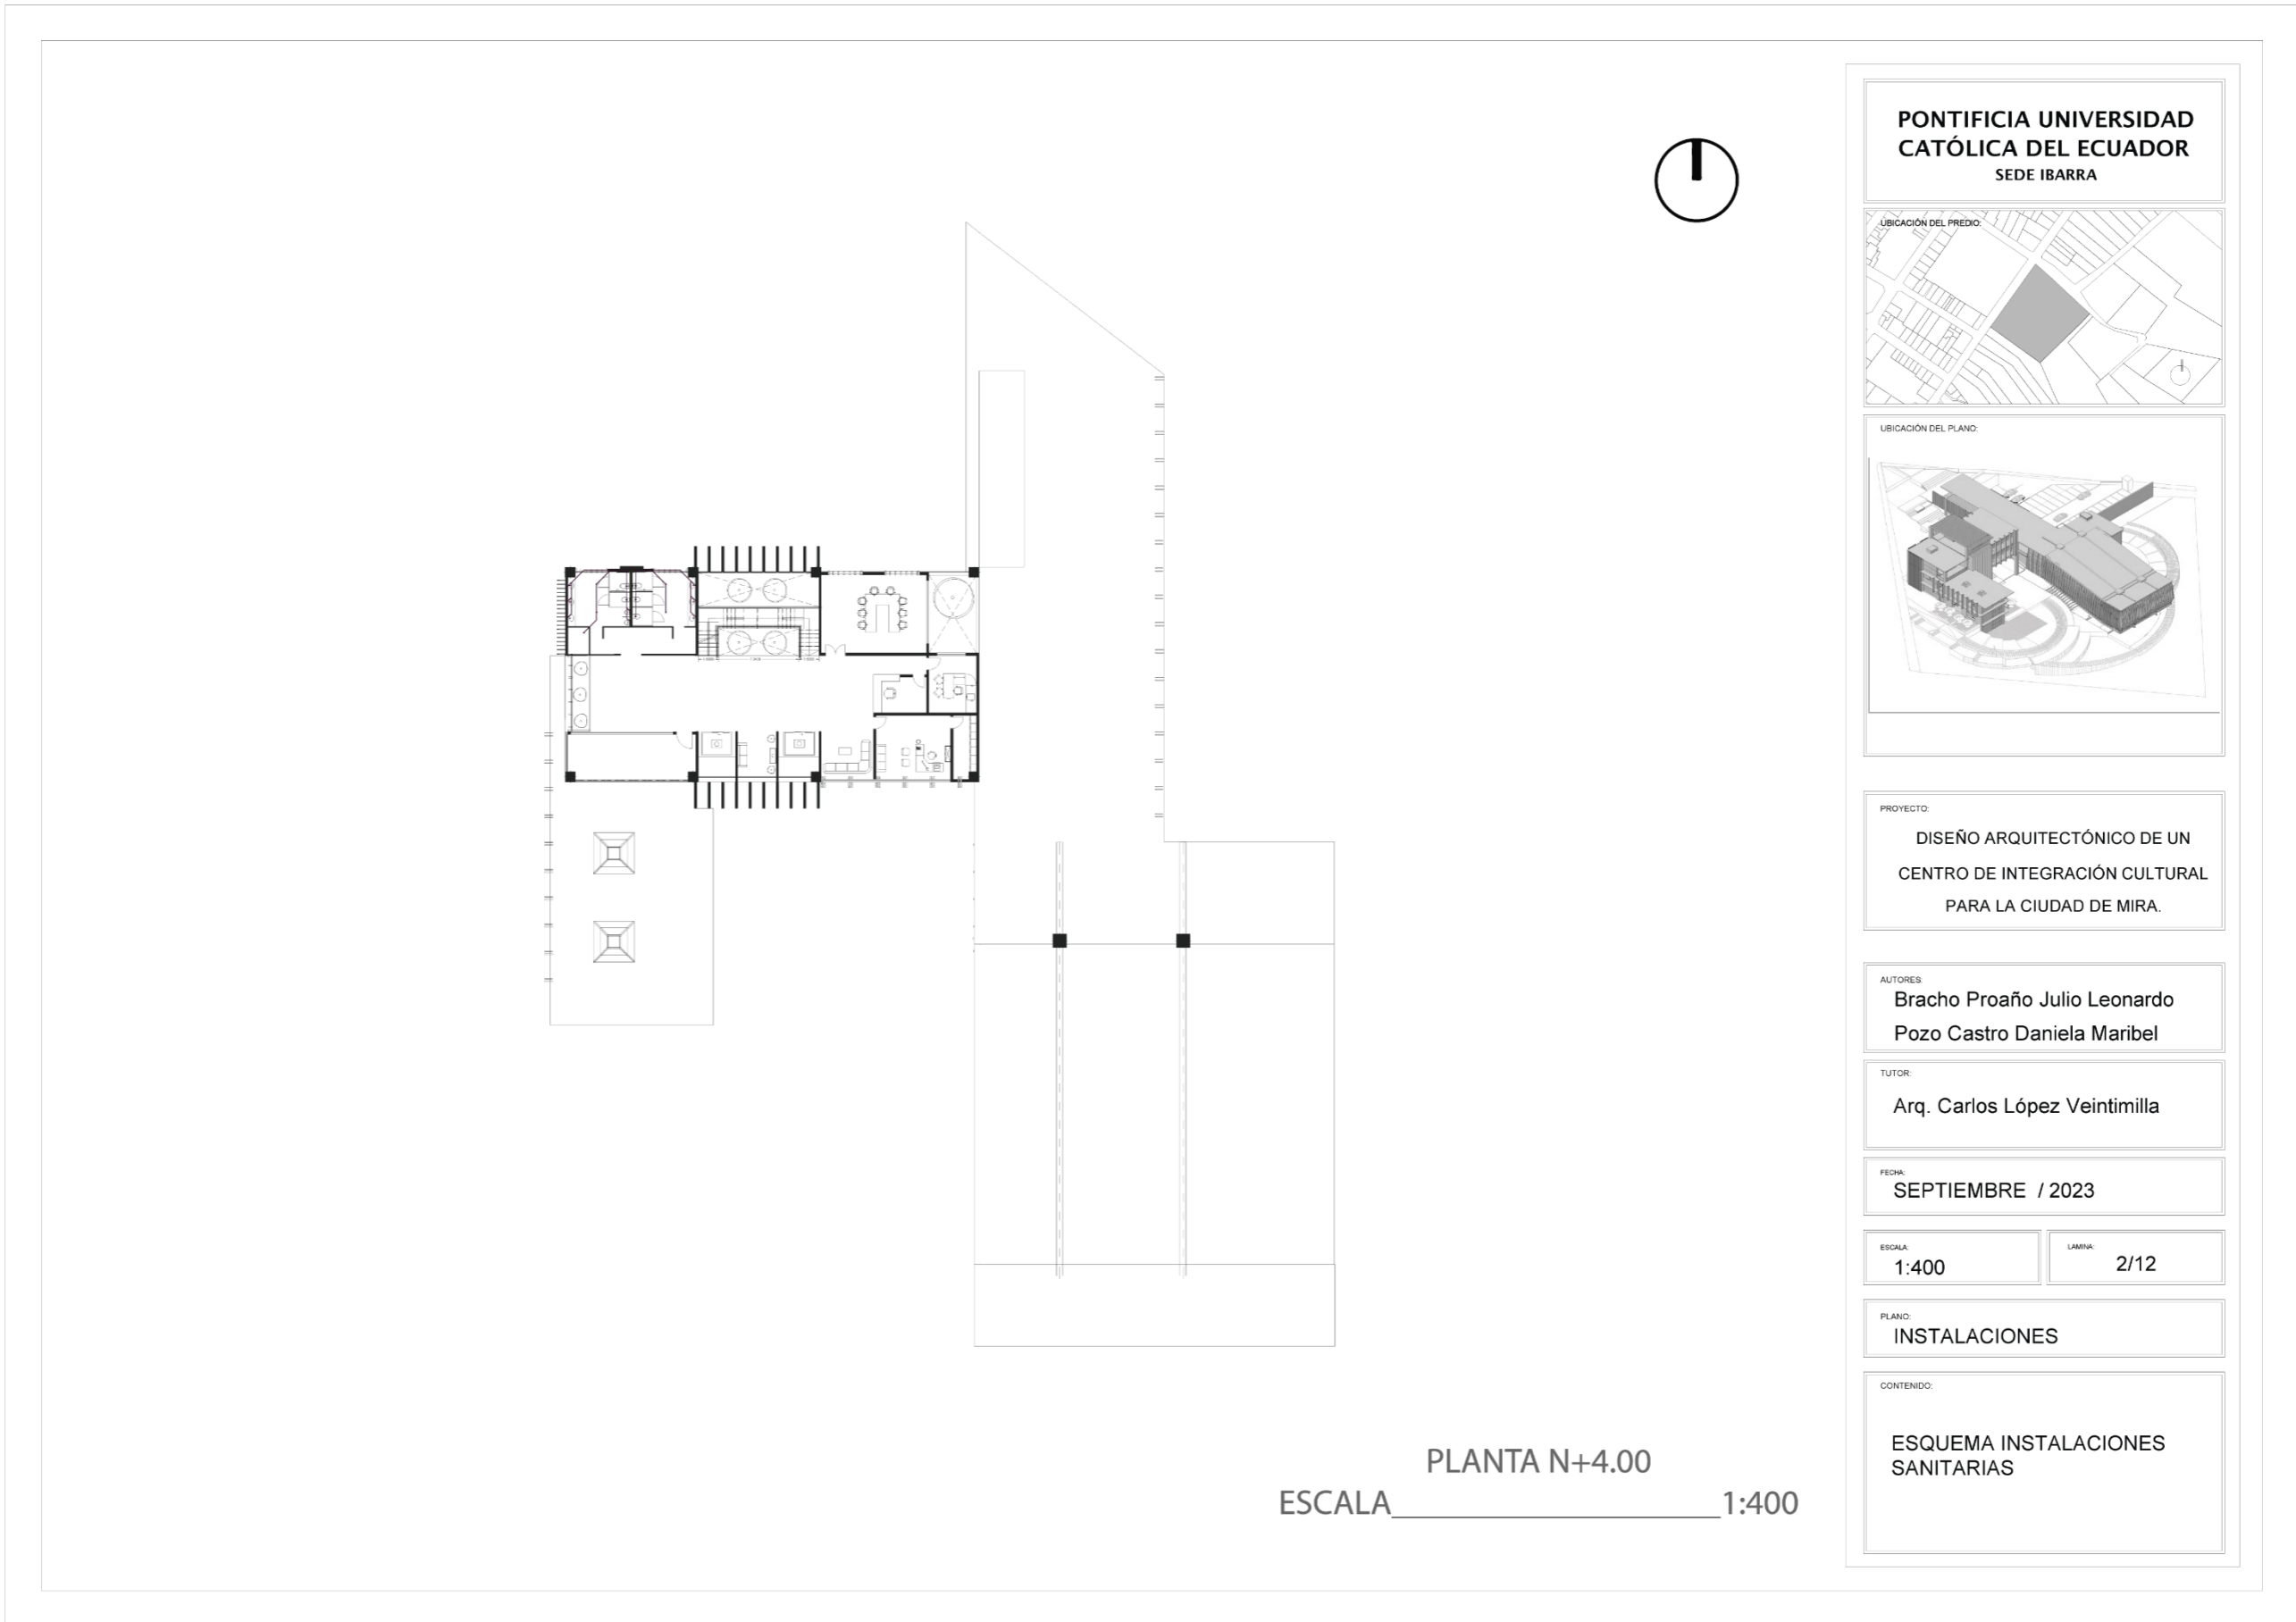 PONTIFICIA UNIVERSIDAD
CATÓLICA DEL ECUADOR
SEDE IBARRA
UBICACIÓN DEL PREDIO:
UBICACIÓN DEL PLANO:
PROYECTO:
DISEÑO ARQUITECTÓNICO DE UN
CENTRO DE INTEGRACIÓN CULTURAL
PARA LA CIUDAD DE MIRA.
AUTORES:
Bracho Proaño Julio Leonardo
Pozo Castro Daniela Maribel
TUTOR:
Arq. Carlos López Veintimilla
FECHA:
SEPTIEMBRE / 2023
ESCALA:
1:400
LAMINA:
2/12
PLANO:
INSTALACIONES
CONTENIDO:
ESQUEMA INSTALACIONES
SANITARIAS
PLANTA N+4.00
ESCALA____________________1:400